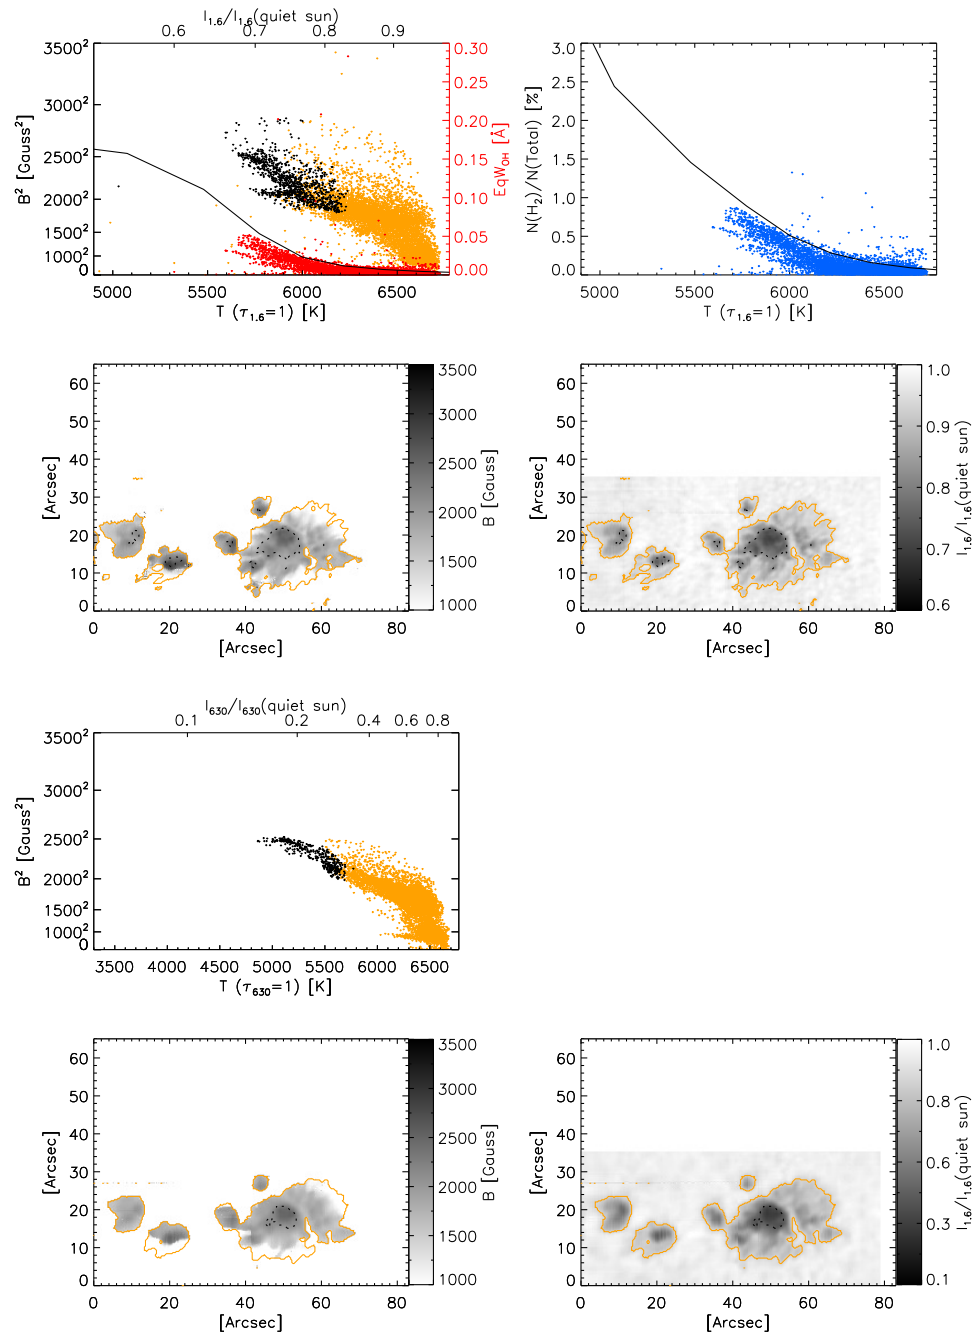 I1.6/I1.6(quiet sun)
0.6 0.7 0.8 0.9
3500² 3000² 2500² 2000² 1500² 1000² 0
B² [Gauss²]
0.30 0.25 0.20 0.15 0.10 0.05 0.00
EqWOH [Å]
5000 5500 6000 6500
T (τ1.6=1) [K]
3.0 2.5 2.0 1.5 1.0 0.5 0.0
N(H2)/N(Total) [%]
5000 5500 6000 6500
T (τ1.6=1) [K]
60 50 40 30 20 10 0
[Arcsec]
0 20 40 60 80
[Arcsec]
3500 3000 2500 2000 1500 1000
B [Gauss]
60 50 40 30 20 10 0
[Arcsec]
0 20 40 60 80
[Arcsec]
1.0 0.9 0.8 0.7 0.6
I1.6/I1.6(quiet sun)
I630/I630(quiet sun)
0.1 0.2 0.4 0.6 0.8
3500² 3000² 2500² 2000² 1500² 1000² 0
B² [Gauss²]
3500 4000 4500 5000 5500 6000 6500
T (τ630=1) [K]
60 50 40 30 20 10 0
[Arcsec]
0 20 40 60 80
[Arcsec]
3500 3000 2500 2000 1500 1000
B [Gauss]
60 50 40 30 20 10 0
[Arcsec]
0 20 40 60 80
[Arcsec]
1.0 0.8 0.6 0.3 0.1
I1.6/I1.6(quiet sun)